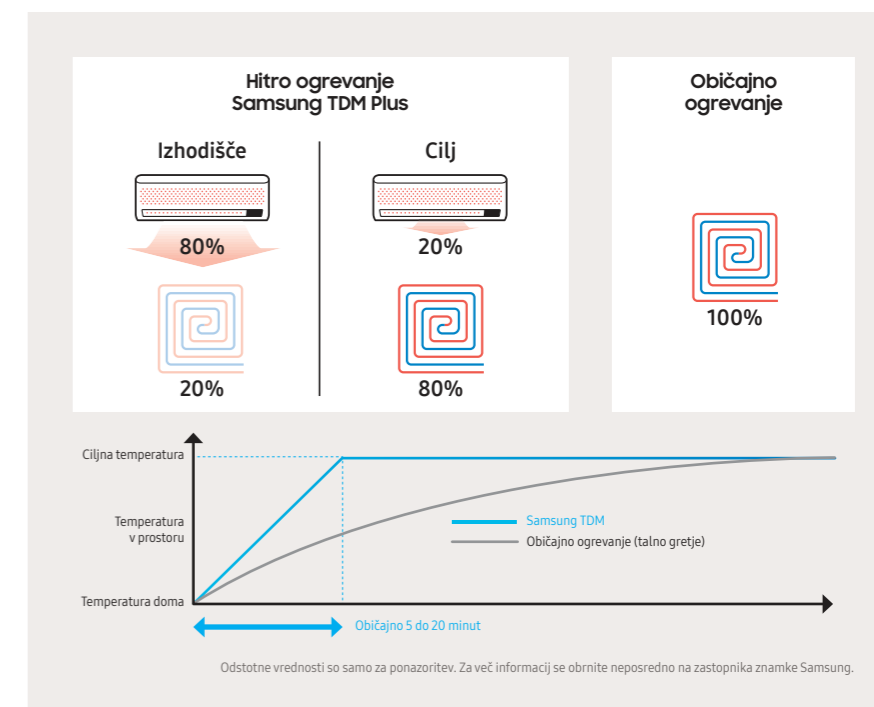 Hitro ogrevanje
Samsung TDM Plus
Izhodišče
Cilj
80%
20%
20%
80%
Običajno
ogrevanje
100%
Ciljna temperatura
Temperatura
v prostoru
Temperatura doma
Samsung TDM
Običajno ogrevanje (talno gretje)
Običajno 5 do 20 minut
Odstotne vrednosti so samo za ponazoritev. Za več informacij se obrnite neposredno na zastopnika znamke Samsung.